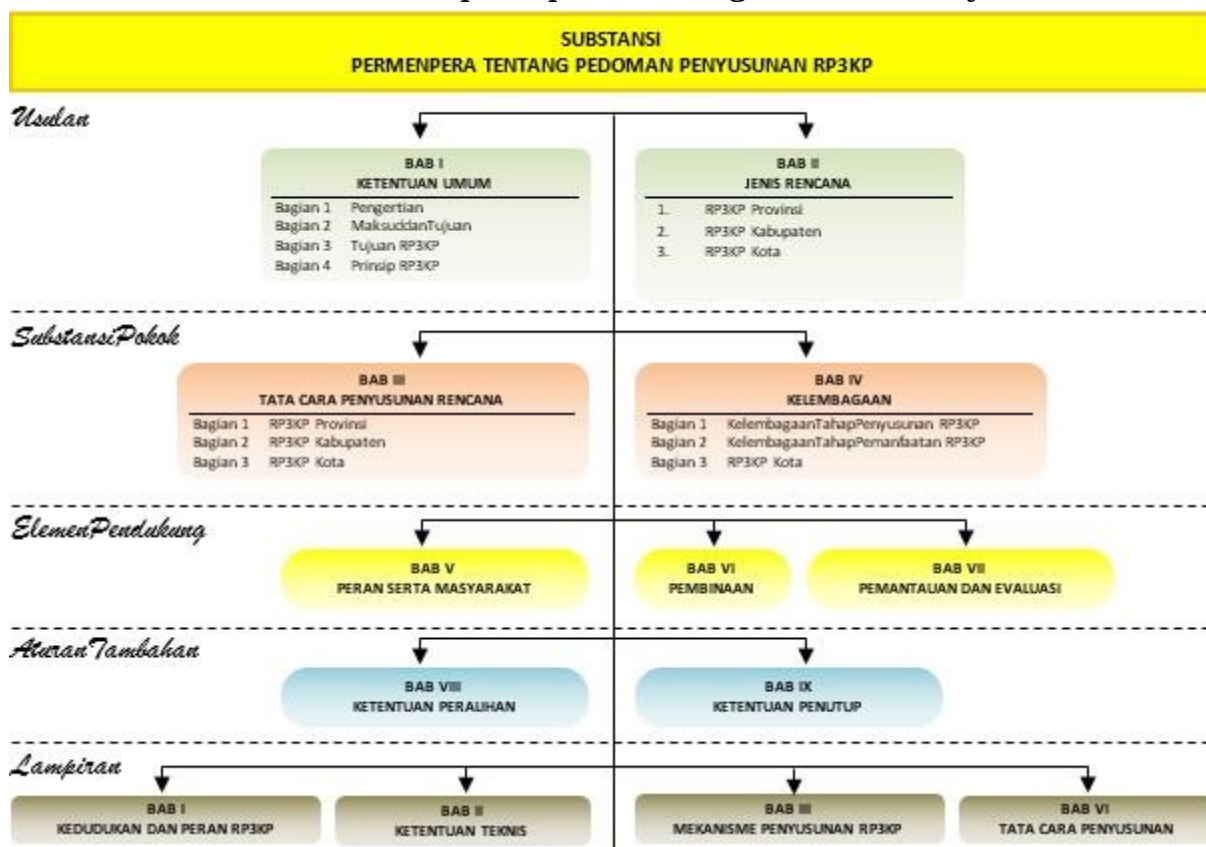 SUBSTANSI
PERMENPERA TENTANG PEDOMAN PENYUSUNAN RP3KP
Usulan
BAB I
KETENTUAN UMUM
Bagian 1 Pengertian
Bagian 2 MaksuddanTujuan
Bagian 3 Tujuan RP3KP
Bagian 4 Prinsip RP3KP
BAB II
JENIS RENCANA
1. RP3KP Provinsi
2. RP3KP Kabupaten
3. RP3KP Kota
SubstansiPokok
BAB III
TATA CARA PENYUSUNAN RENCANA
Bagian 1 RP3KP Provinsi
Bagian 2 RP3KP Kabupaten
Bagian 3 RP3KP Kota
BAB IV
KELEMBAGAAN
Bagian 1 KelembagaanTahapPenyusunan RP3KP
Bagian 2 KelembagaanTahapPemanfaatan RP3KP
Bagian 3 RP3KP Kota
ElemenPendukung
BAB V
PERAN SERTA MASYARAKAT
BAB VI
PEMBINAAN
BAB VII
PEMANTAUAN DAN EVALUASI
AturanTambahan
BAB VIII
KETENTUAN PERALIHAN
BAB IX
KETENTUAN PENUTUP
Lampiran
BAB I
KEDUDUKAN DAN PERAN RP3KP
BAB II
KETENTUAN TEKNIS
BAB III
MEKANISME PENYUSUNAN RP3KP
BAB VI
TATA CARA PENYUSUNAN